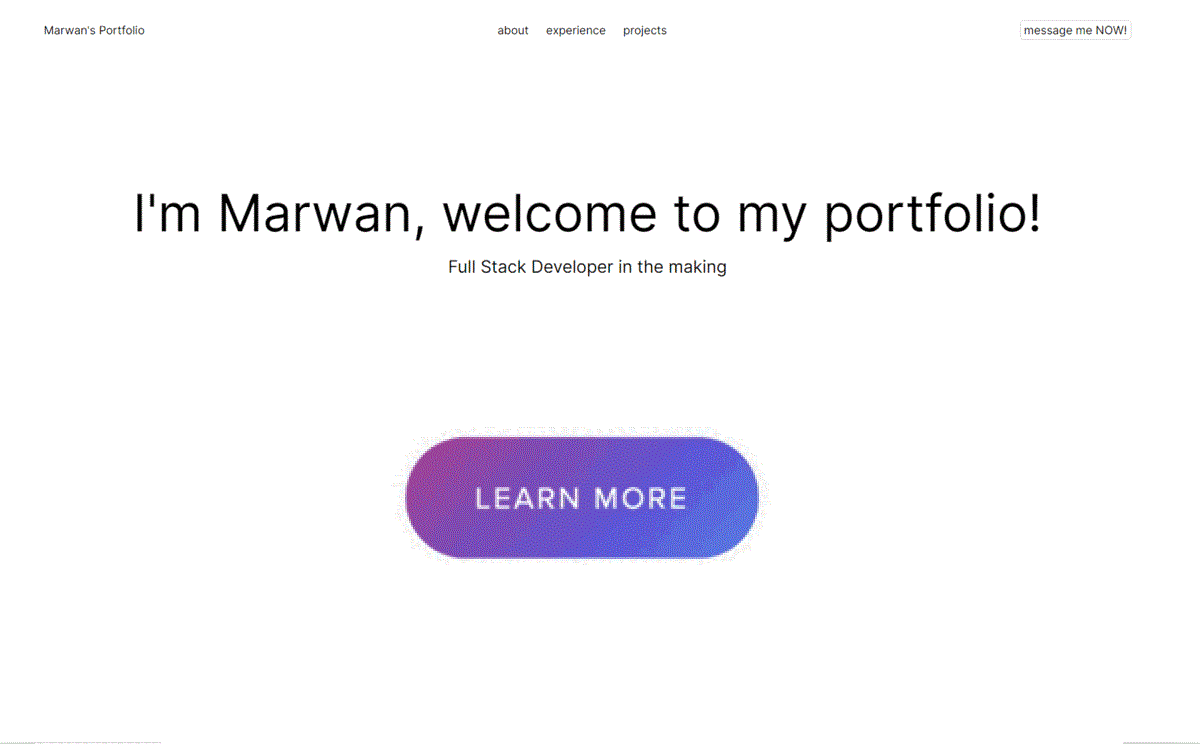 Marwan's Portfolio
about experience projects
message me NOW!
I'm Marwan, welcome to my portfolio!
Full Stack Developer in the making
LEARN MORE